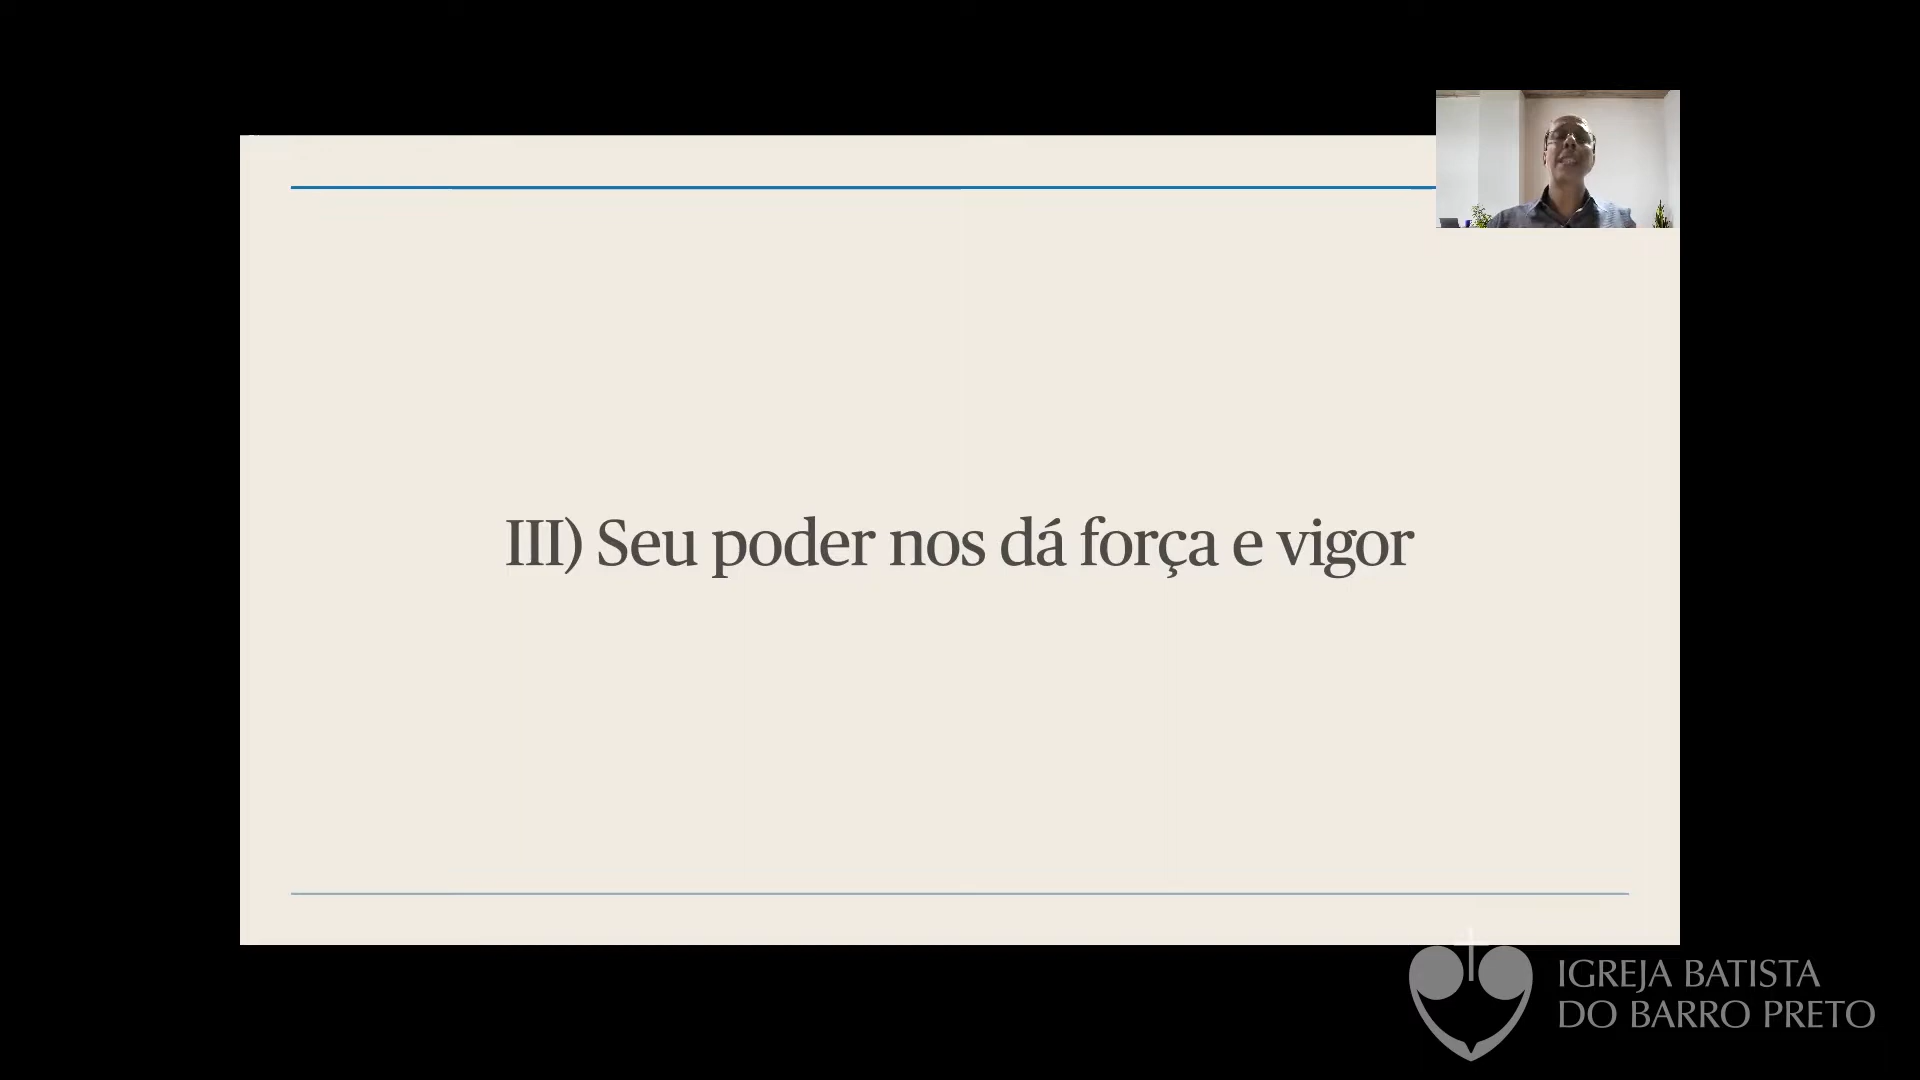 III) Seu poder nos dá força e vigor
IGREJA BATISTA
DO BARRO PRETO